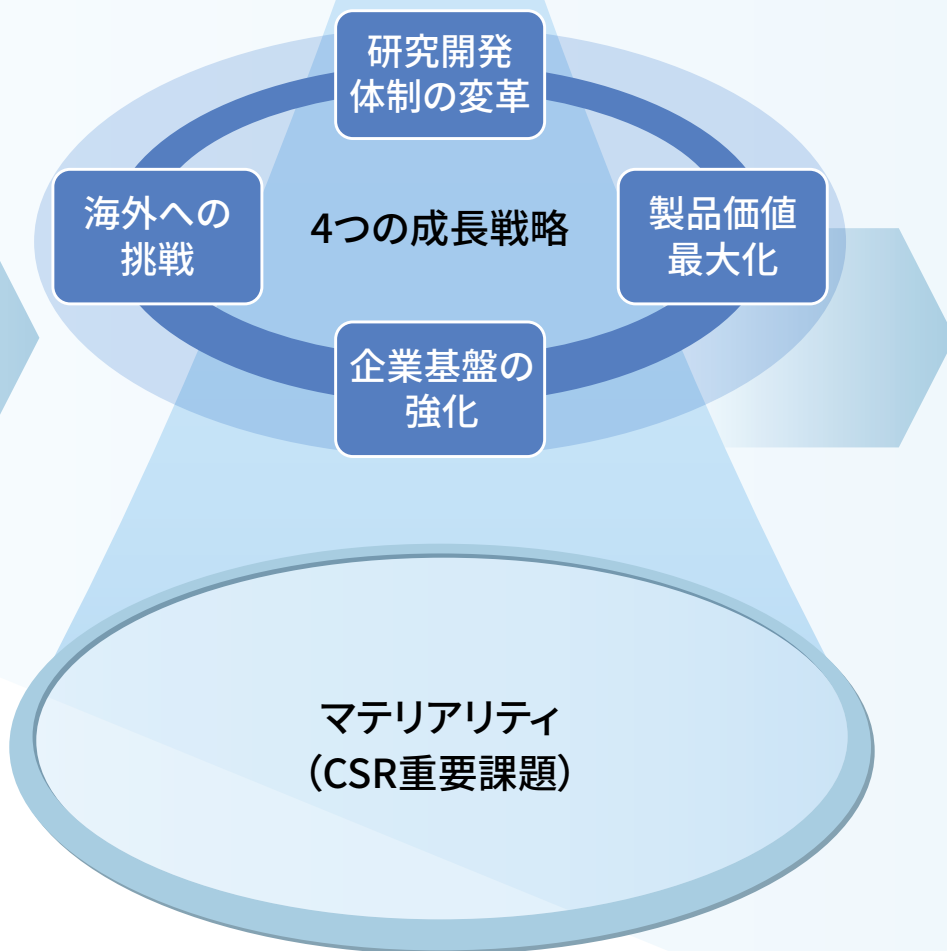 研究開発
体制の変革
海外への
挑戦
4つの成長戦略
製品価値
最大化
企業基盤の
強化
マテリアリティ
（CSR重要課題）